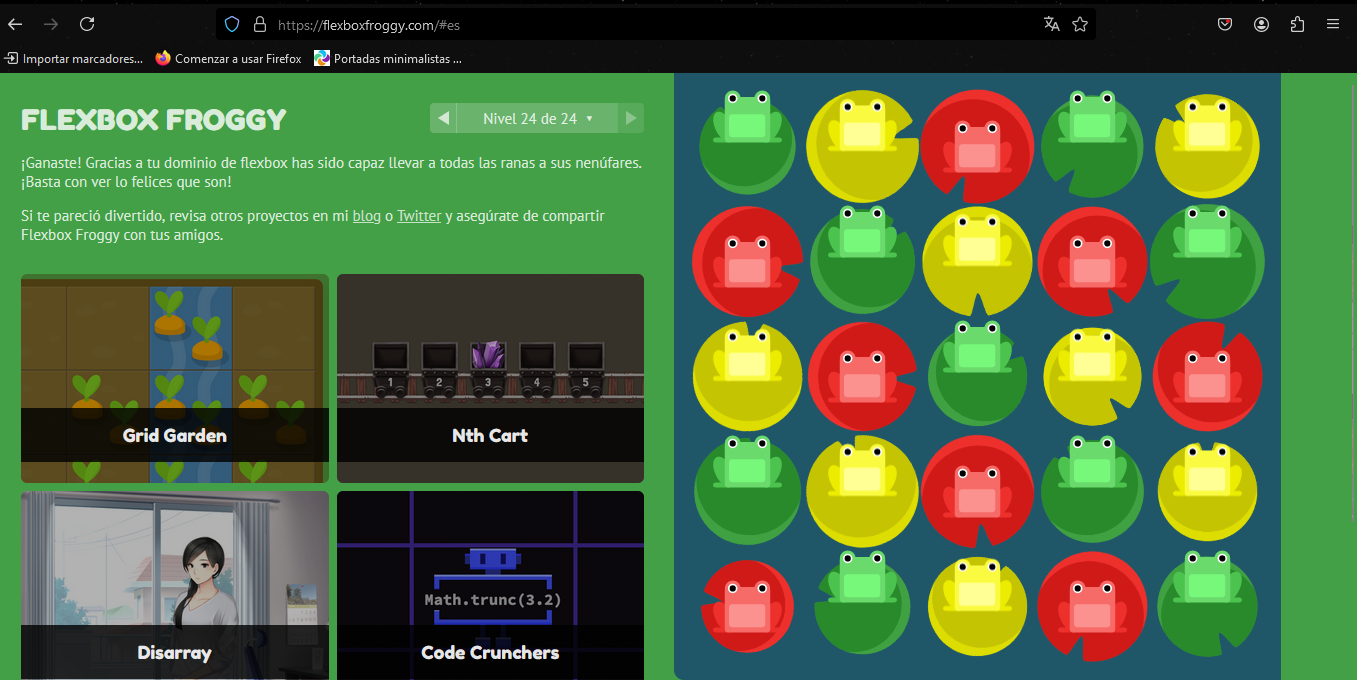 https://flexboxfroggy.com/#es
Importar marcadores... Comenzar a usar Firefox Portadas minimalistas ...
FLEXBOX FROGGY
Nivel 24 de 24
¡Ganaste! Gracias a tu dominio de flexbox has sido capaz llevar a todas las ranas a sus nenúfares.
¡Basta con ver lo felices que son!
Si te pareció divertido, revisa otros proyectos en mi blog o Twitter y asegúrate de compartir
Flexbox Froggy con tus amigos.
1 2 3 4 5
Grid Garden
Nth Cart
Math.trunc(3.2)
Disarray
Code Crunchers